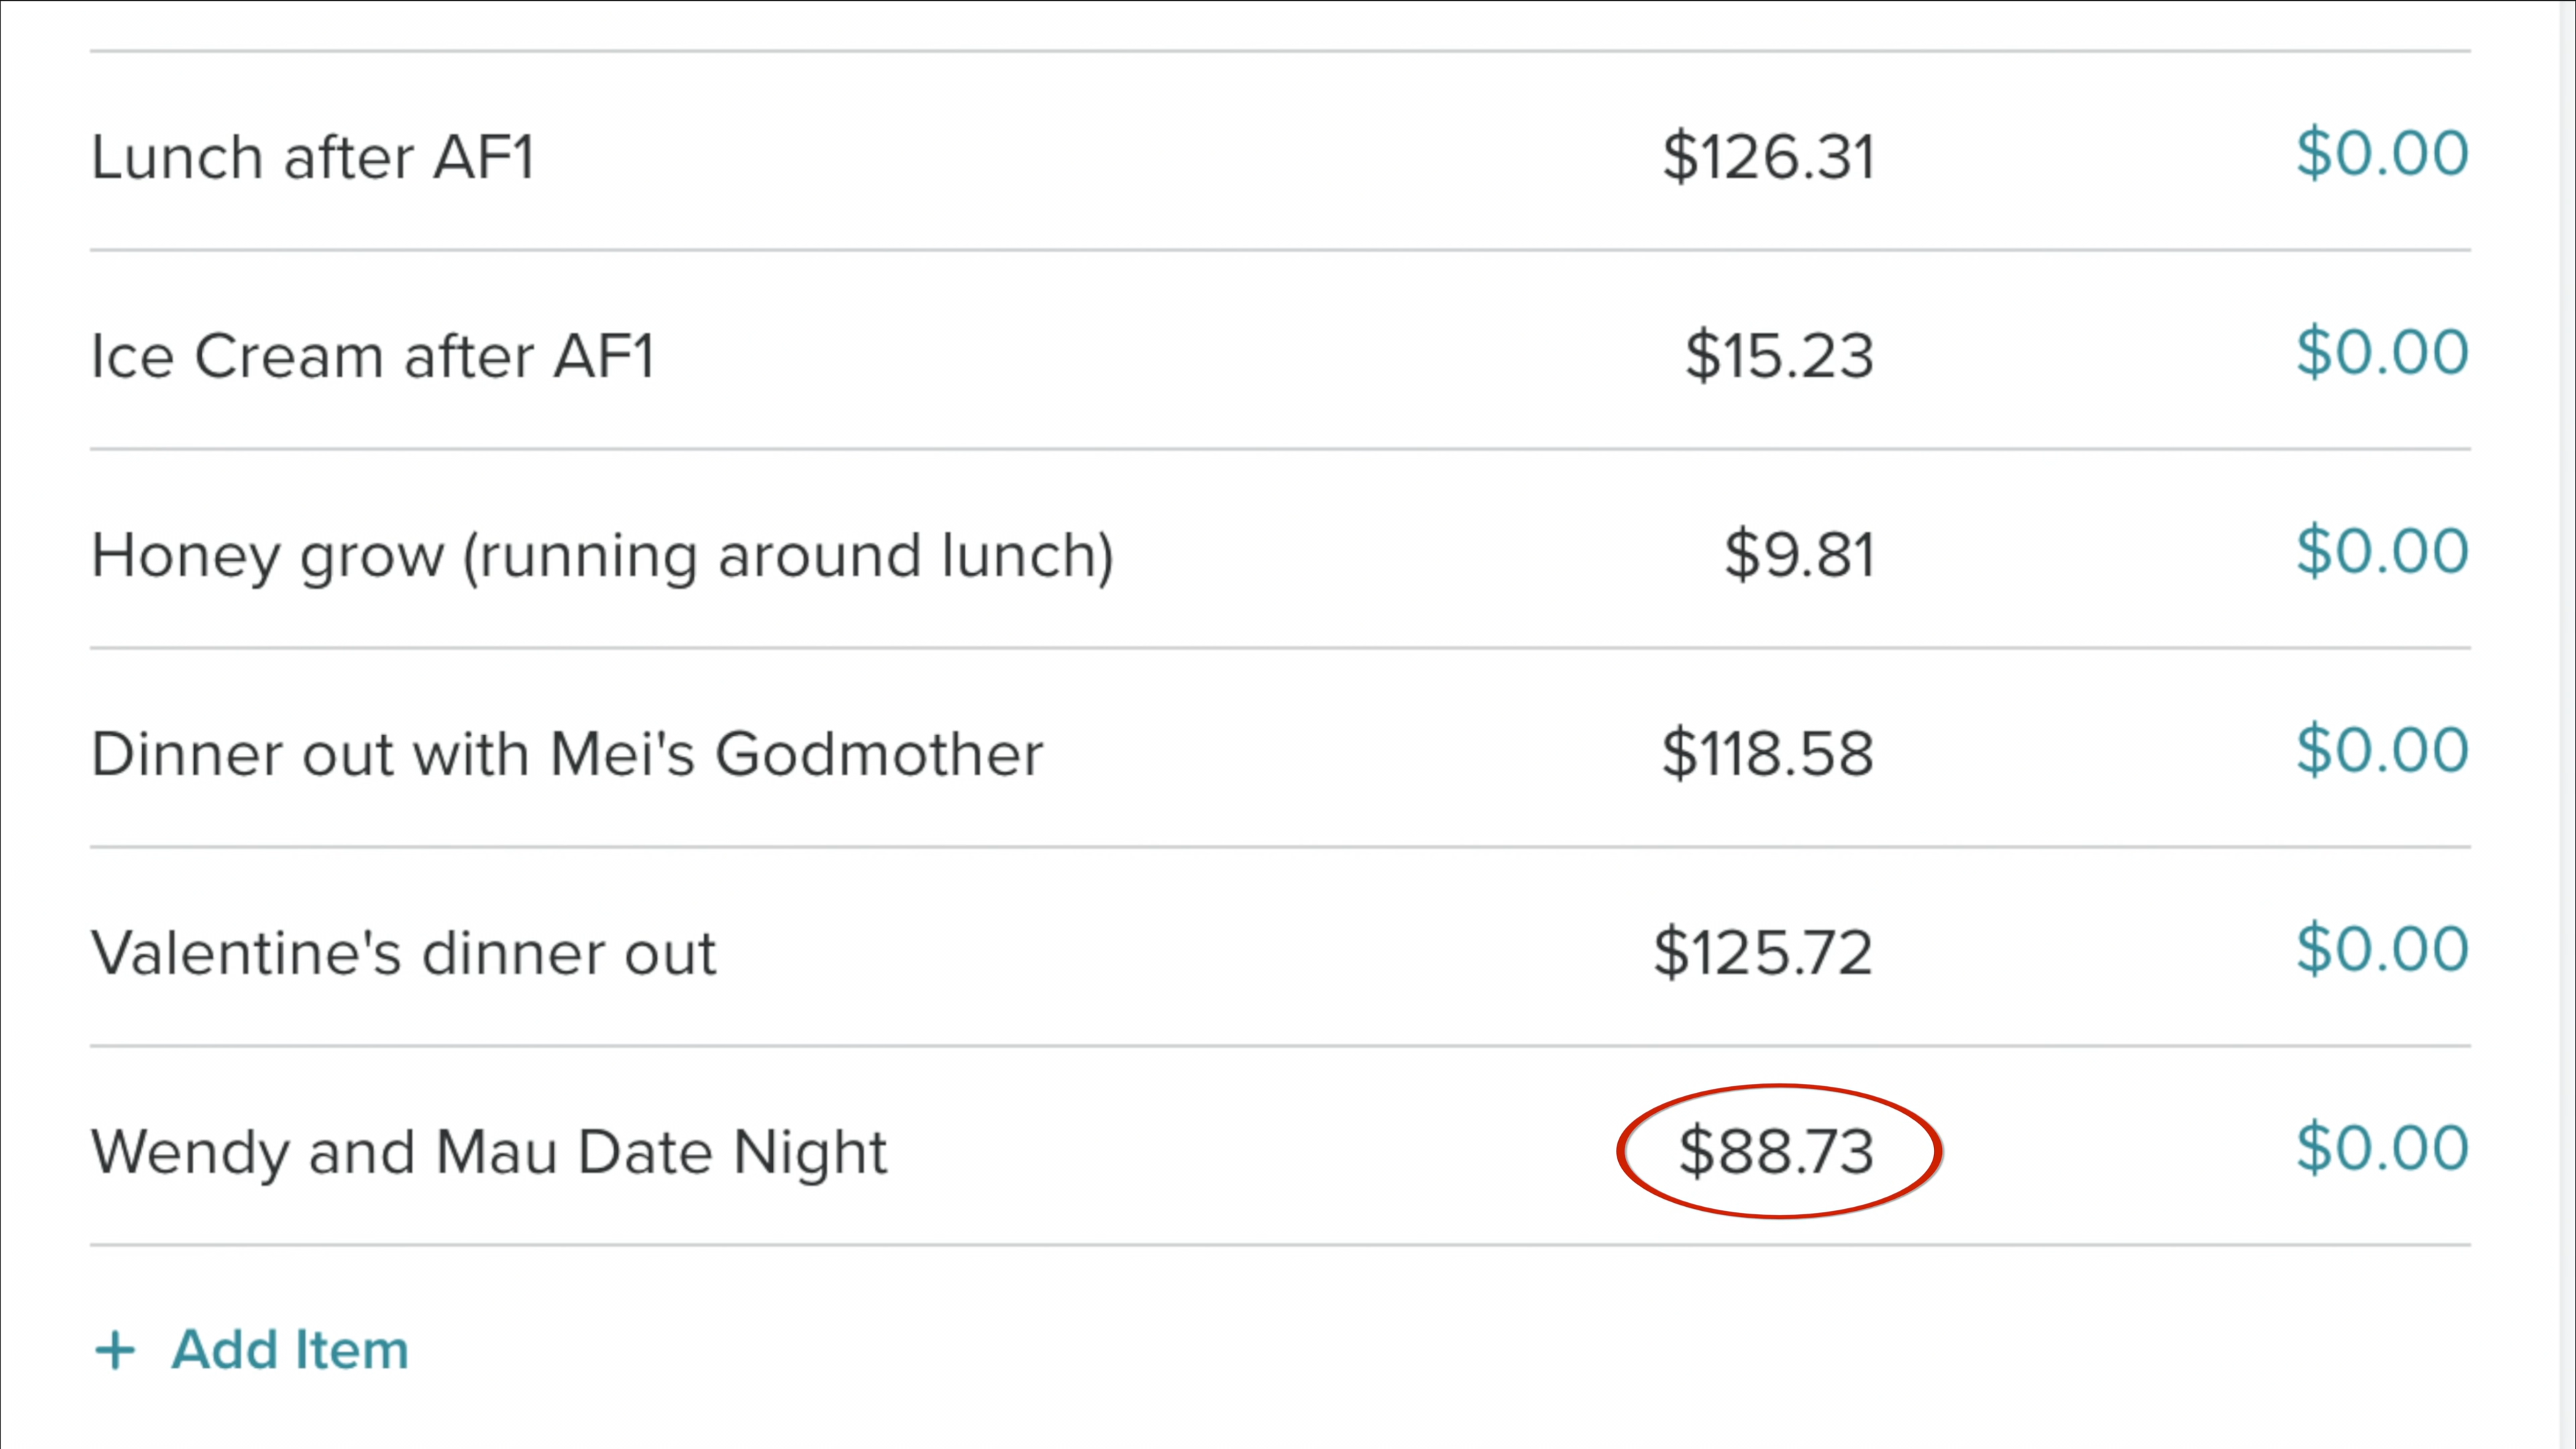 Lunch after AF1 $126.31 $0.00
Ice Cream after AF1 $15.23 $0.00
Honey grow (running around lunch) $9.81 $0.00
Dinner out with Mei's Godmother $118.58 $0.00
Valentine's dinner out $125.72 $0.00
Wendy and Mau Date Night $88.73 $0.00
+ Add Item